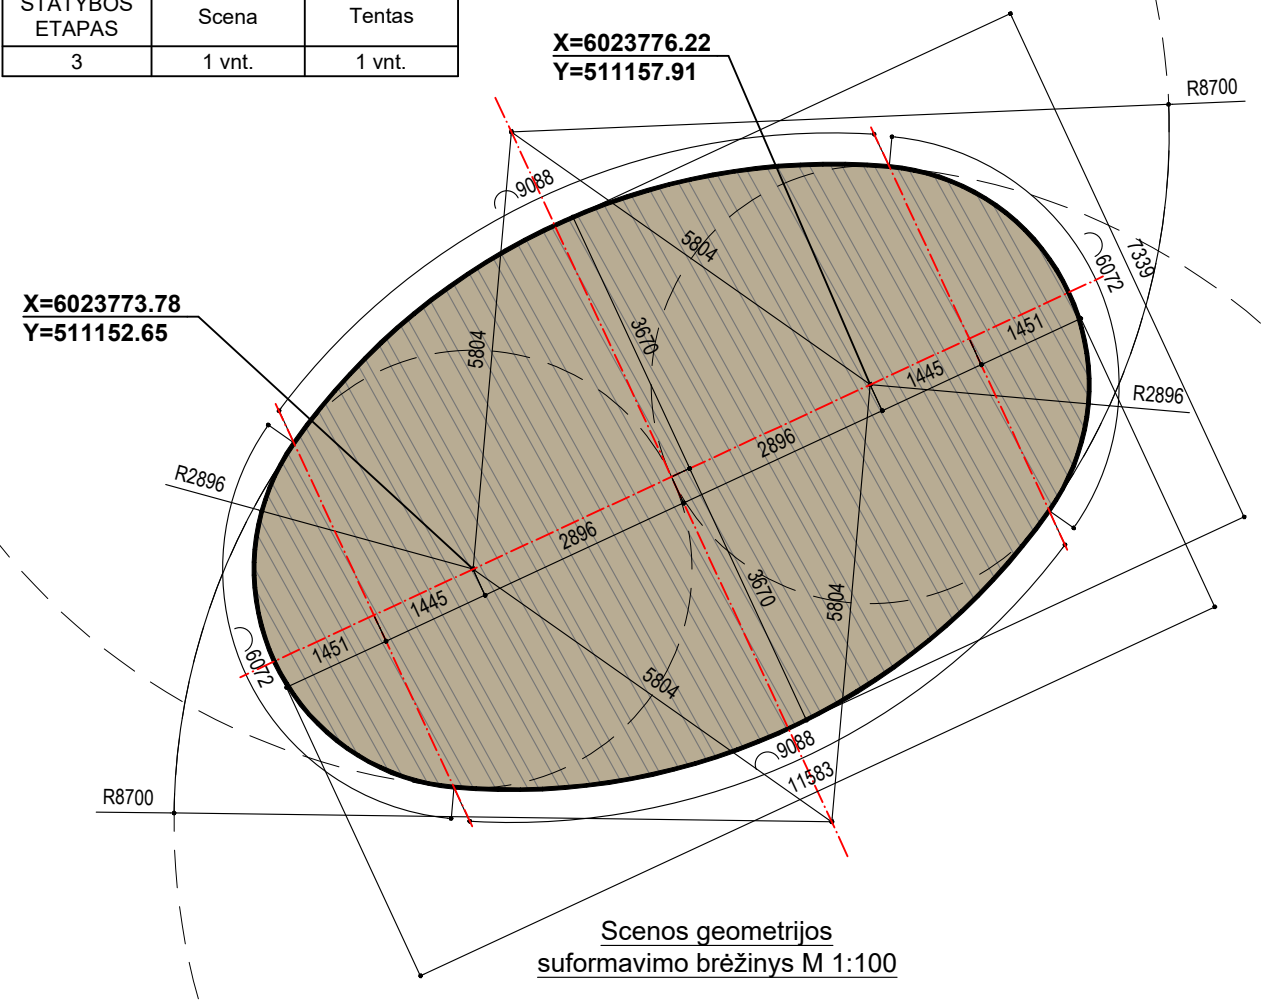 STATYBOS
ETAPAS
Scena
Tentas
3
1 vnt.
1 vnt.
X=6023776.22
Y=511157.91
R8700
9088
5804
7339
6072
X=6023773.78
Y=511152.65
5804
3670
1451
1445
R2896
2896
R2896
2896
1445
3670
5804
1451
6072
5804
9088
11583
R8700
Scenos geometrijos
suformavimo brėžinys M 1:100